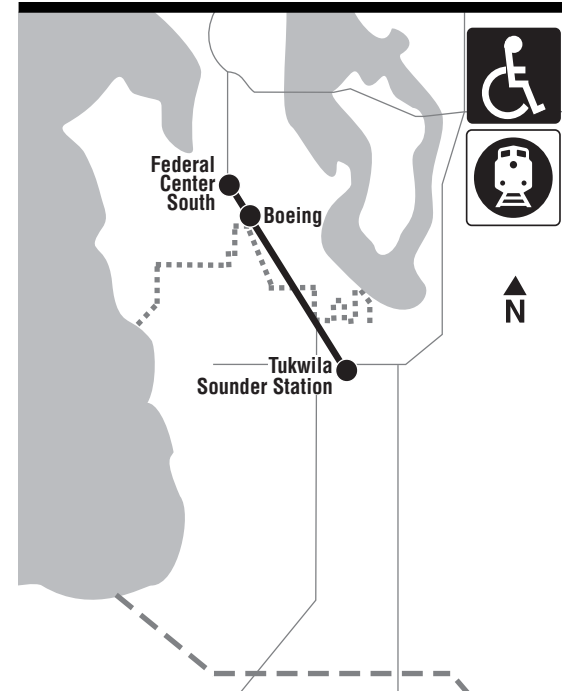 Federal
Center
South
Boeing
N
Tukwila
Sounder Station